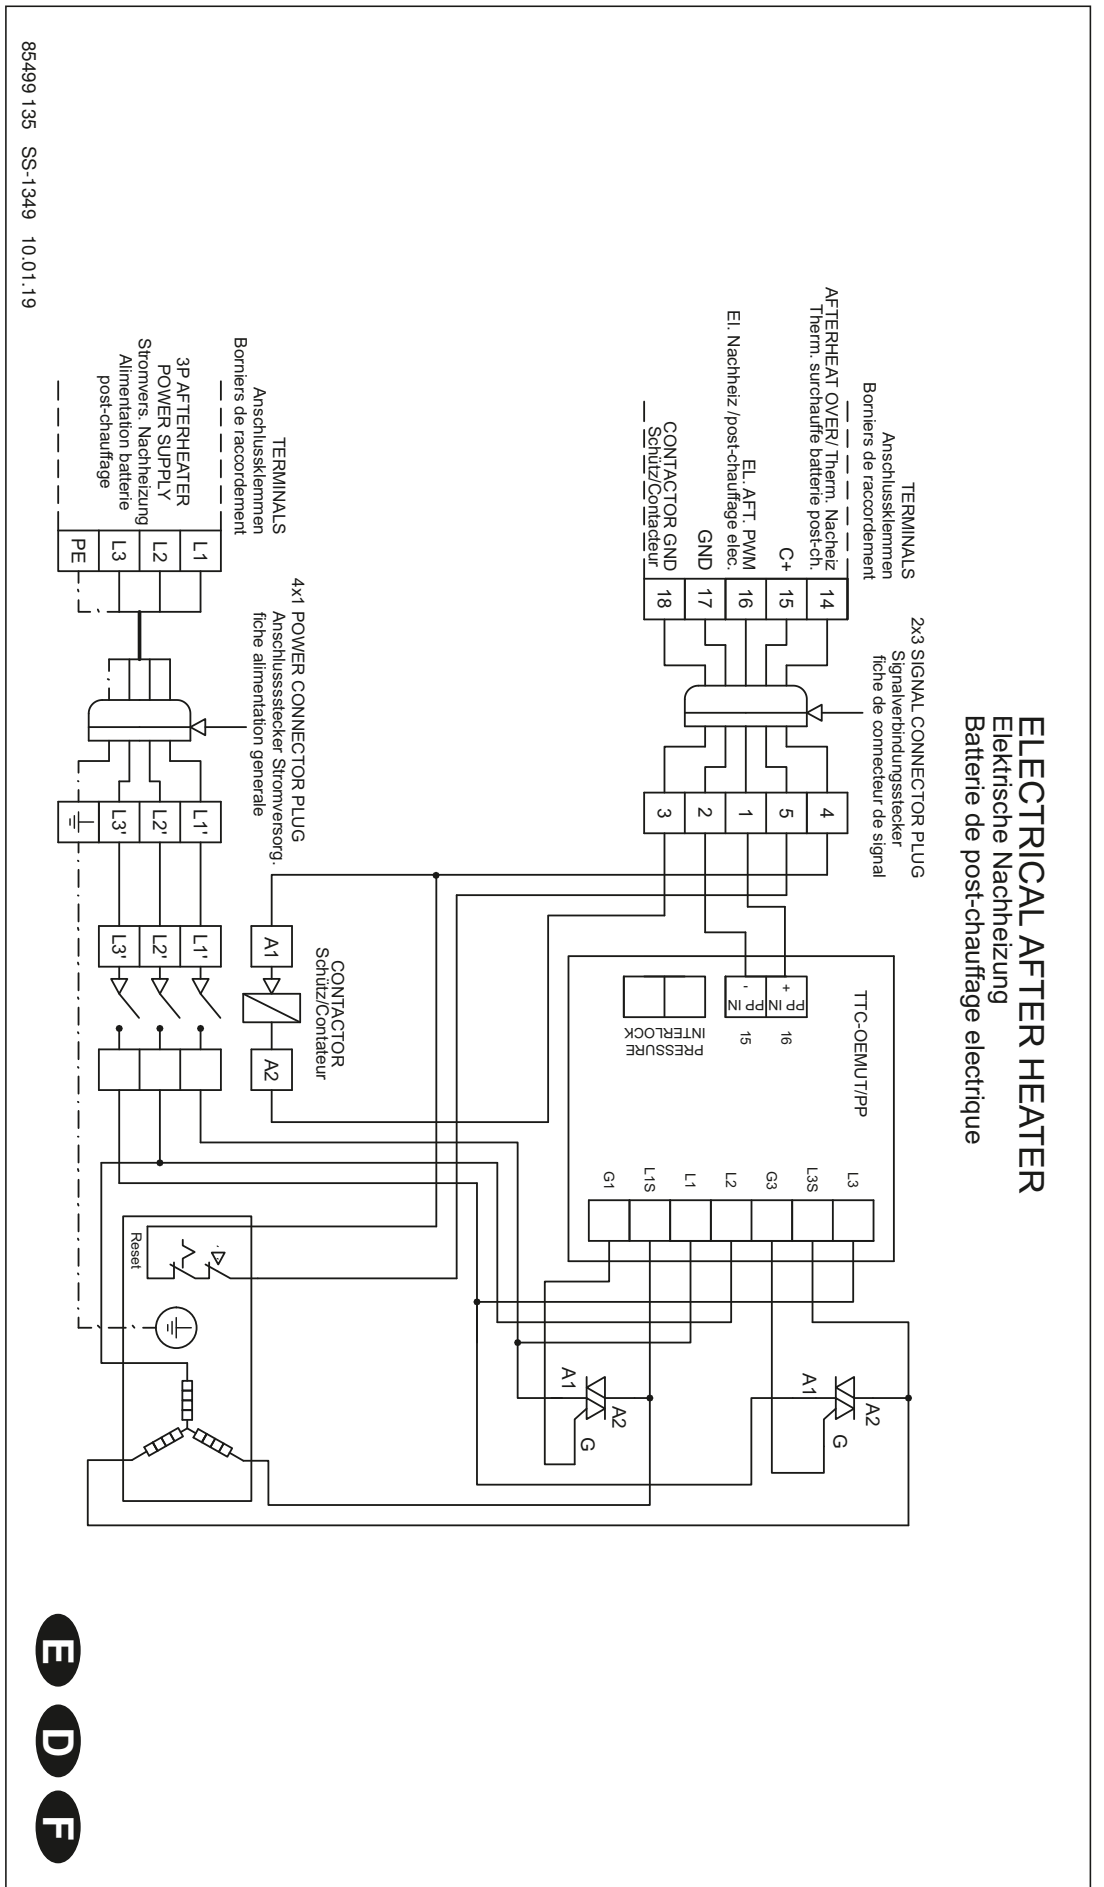 ELECTRICAL AFTER HEATER
Elektrische Nachheizung
Batterie de post-chauffage electrique
TERMINALS
Anschlussklemmen
Borniers de raccordement
AFTERHEAT OVER/ Therm. Nacheiz
Therm. surchauffe batterie post-ch.
C+
EL. AFT. PWM
El. Nachheiz /post-chauffage elec.
GND
CONTACTOR GND
Schütz/Contacteur
14
15
16
17
18
2x3 SIGNAL CONNECTOR PLUG
Signalverbindungsstecker
fiche de connecteur de signal
4
5
1
2
3
TTC-OEMUT/PP
+
PP IN
16
-
PP IN
15
PRESSURE
INTERLOCK
L3
L3S
G3
L2
L1
L1S
G1
A1
A2
G
A1
A2
G
TERMINALS
Anschlussklemmen
Borniers de raccordement
3P AFTERHEATER
POWER SUPPLY
Stromvers. Nachheizung
Alimentation batterie
post-chauffage
L1
L2
L3
PE
4x1 POWER CONNECTOR PLUG
Anschlussstecker Stromversorg.
fiche alimentation generale
L1'
L2'
L3'
CONTACTOR
Schütz/Contateur
A1
A2
L1'
L2'
L3'
Reset
85499 135 SS-1349 10.01.19
E D F